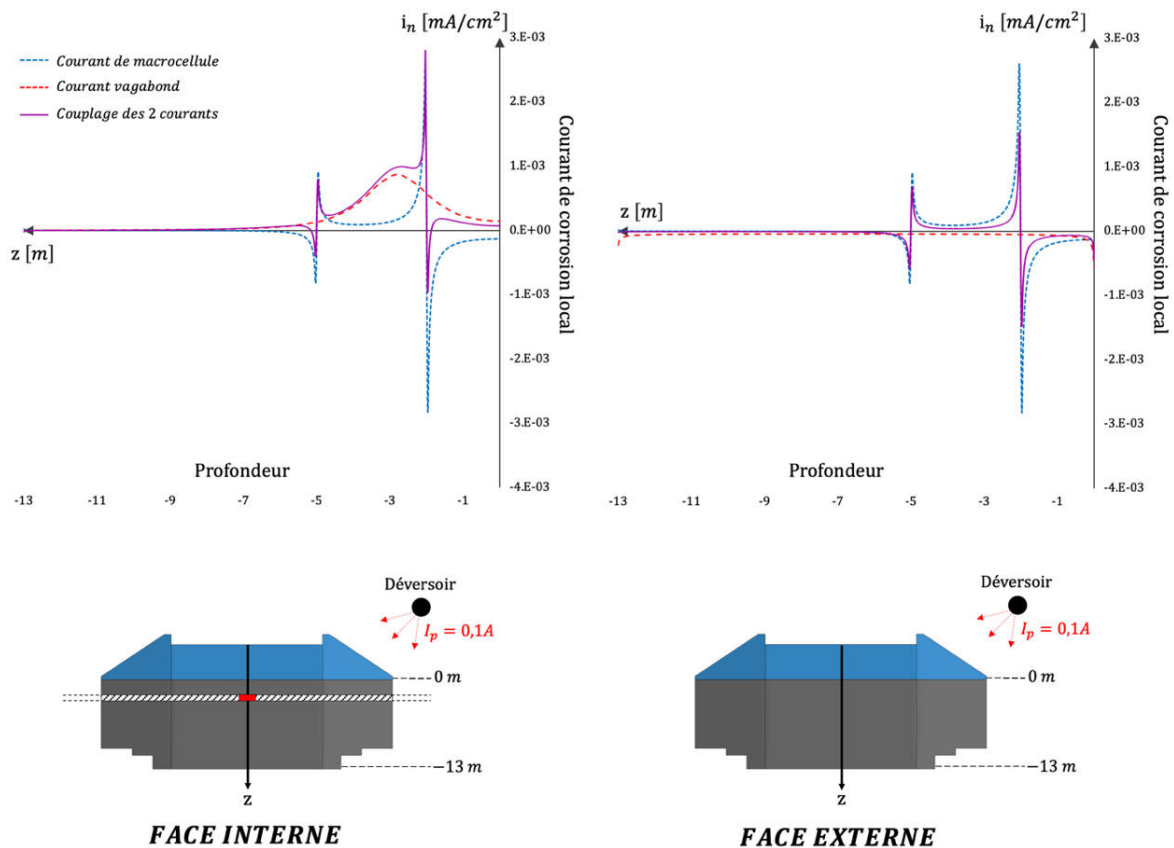 i_n [mA/cm²]
3.E-03
Courant de macrocellule
Courant vagabond
Couplage des 2 courants
2.E-03
1.E-03
0.E+00
-1.E-03
-2.E-03
-3.E-03
-4.E-03
Courant de corrosion local
z [m]
Profondeur
-13 -11 -9 -7 -5 -3 -1
i_n [mA/cm²]
3.E-03
2.E-03
1.E-03
0.E+00
-1.E-03
-2.E-03
-3.E-03
-4.E-03
Courant de corrosion local
z [m]
Profondeur
-13 -11 -9 -7 -5 -3 -1
Déversoir
I_p = 0,1A
0 m
−13 m
z
FACE INTERNE
Déversoir
I_p = 0,1A
0 m
−13 m
z
FACE EXTERNE